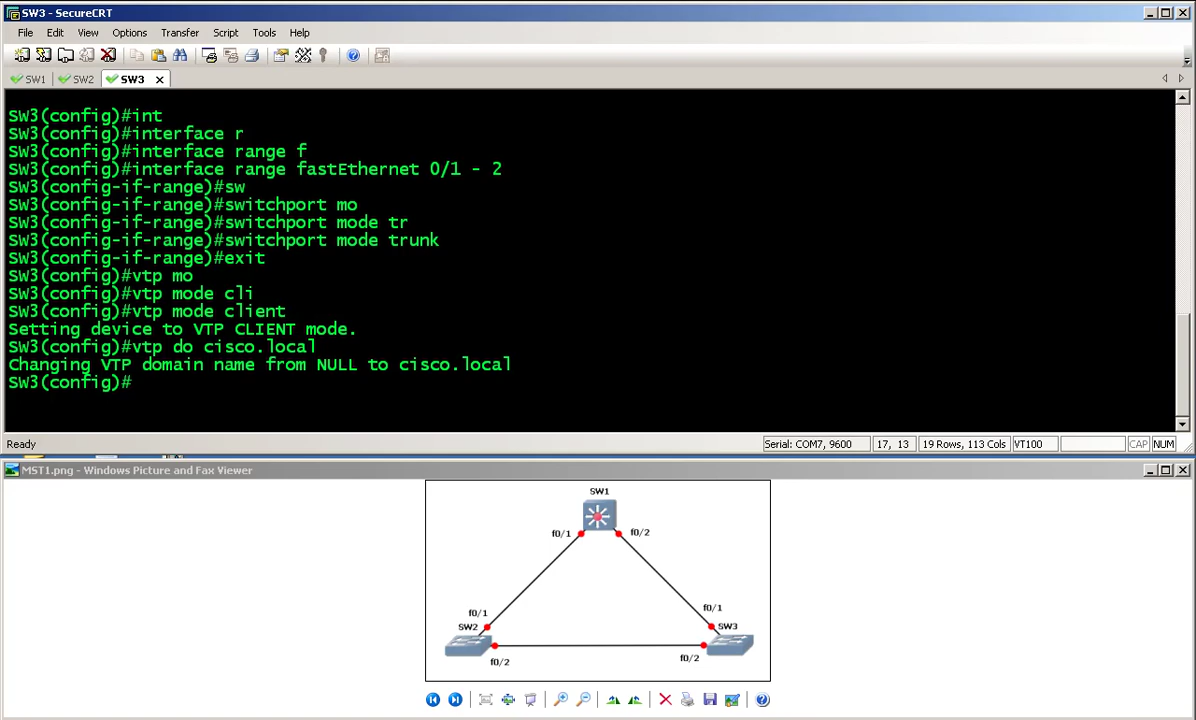 SW3 - SecureCRT
File Edit View Options Transfer Script Tools Help
SW1 SW2 SW3
SW3(config)#int
SW3(config)#interface r
SW3(config)#interface range f
SW3(config)#interface range fastEthernet 0/1 - 2
SW3(config-if-range)#sw
SW3(config-if-range)#switchport mo
SW3(config-if-range)#switchport mode tr
SW3(config-if-range)#switchport mode trunk
SW3(config-if-range)#exit
SW3(config)#vtp mo
SW3(config)#vtp mode cli
SW3(config)#vtp mode client
Setting device to VTP CLIENT mode.
SW3(config)#vtp do cisco.local
Changing VTP domain name from NULL to cisco.local
SW3(config)#
Ready Serial: COM7, 9600 17, 13 19 Rows, 113 Cols VT100 CAP NUM
MST1.png - Windows Picture and Fax Viewer
SW1
f0/1 f0/2
f0/1 f0/1
SW2 SW3
f0/2 f0/2